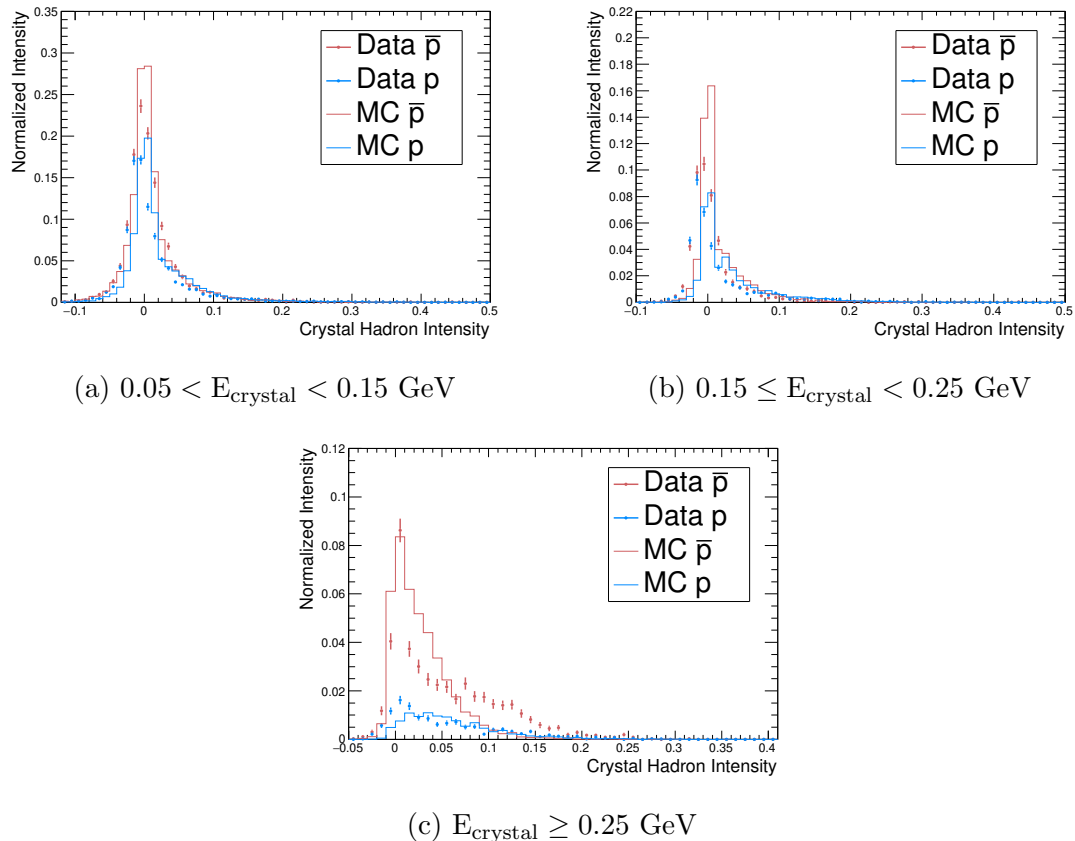 Normalized Intensity
0.35
0.3
0.25
0.2
0.15
0.1
0.05
0
−0.1 0 0.1 0.2 0.3 0.4 0.5
Crystal Hadron Intensity
Data p̅
Data p
MC p̅
MC p
(a) 0.05 < E_crystal < 0.15 GeV
Normalized Intensity
0.22
0.2
0.18
0.16
0.14
0.12
0.1
0.08
0.06
0.04
0.02
0
−0.1 0 0.1 0.2 0.3 0.4 0.5
Crystal Hadron Intensity
Data p̅
Data p
MC p̅
MC p
(b) 0.15 ≤ E_crystal < 0.25 GeV
Normalized Intensity
0.12
0.1
0.08
0.06
0.04
0.02
0
−0.05 0 0.05 0.1 0.15 0.2 0.25 0.3 0.35 0.4
Crystal Hadron Intensity
Data p̅
Data p
MC p̅
MC p
(c) E_crystal ≥ 0.25 GeV